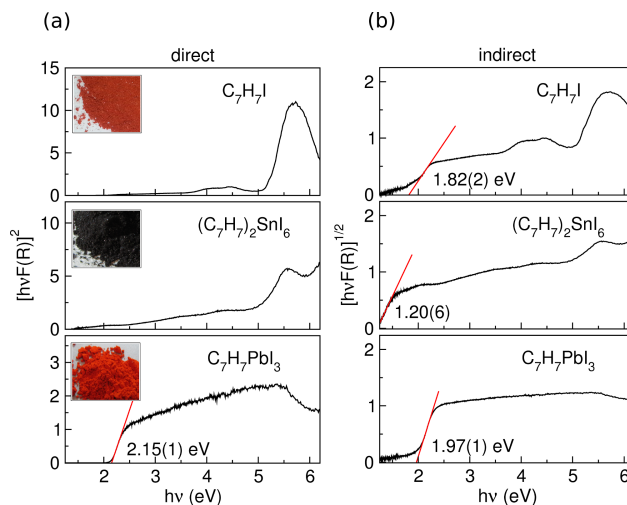 (a)
direct
15
10
5
0
C₇H₇I
10
5
0
(C₇H₇)₂SnI₆
[hνF(R)]²
4
3
2
1
0
C₇H₇PbI₃
2.15(1) eV
2 3 4 5 6
hν (eV)
(b)
indirect
2
1
0
C₇H₇I
1.82(2) eV
2
1
0
(C₇H₇)₂SnI₆
1.20(6)
[hνF(R)]¹ᐟ²
2
1
0
C₇H₇PbI₃
1.97(1) eV
2 3 4 5 6
hν (eV)